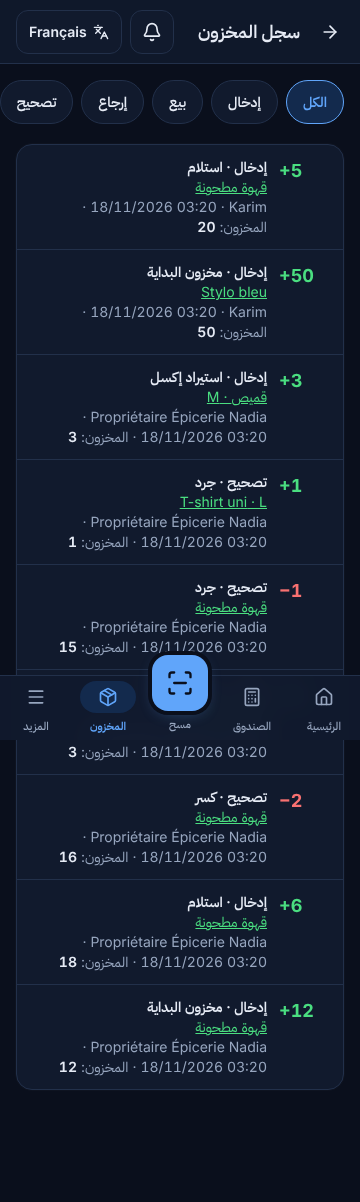 سجل المخزون
Français
الكل
إدخال
بيع
إرجاع
تصحيح
+5
إدخال · استلام
قهوة مطحونة
18/11/2026 03:20 · Karim ·
المخزون: 20
+50
إدخال · مخزون البداية
Stylo bleu
18/11/2026 03:20 · Karim ·
المخزون: 50
+3
إدخال · استيراد إكسل
قميص · M
Propriétaire Épicerie Nadia ·
18/11/2026 03:20 · المخزون: 3
+1
تصحيح · جرد
T-shirt uni · L
Propriétaire Épicerie Nadia ·
18/11/2026 03:20 · المخزون: 1
−1
تصحيح · جرد
قهوة مطحونة
Propriétaire Épicerie Nadia ·
18/11/2026 03:20 · المخزون: 15
الرئيسية
الصندوق
مسح
المخزون
المزيد
18/11/2026 03:20 · المخزون: 3
−2
تصحيح · كسر
قهوة مطحونة
Propriétaire Épicerie Nadia ·
18/11/2026 03:20 · المخزون: 16
+6
إدخال · استلام
قهوة مطحونة
Propriétaire Épicerie Nadia ·
18/11/2026 03:20 · المخزون: 18
+12
إدخال · مخزون البداية
قهوة مطحونة
Propriétaire Épicerie Nadia ·
18/11/2026 03:20 · المخزون: 12